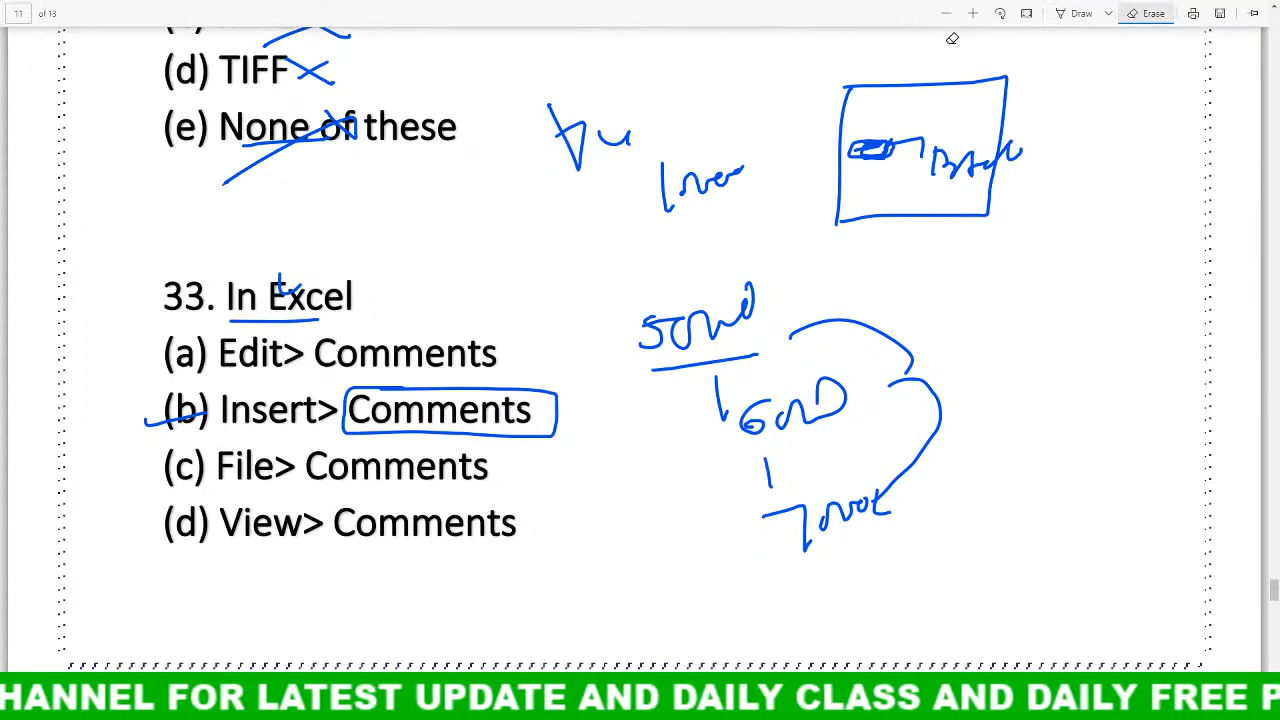 11 of 13
Draw
Erase
(d) TIFF
(e) None of these
33. In Excel
(a) Edit> Comments
(b) Insert> Comments
(c) File> Comments
(d) View> Comments
HANNEL FOR LATEST UPDATE AND DAILY CLASS AND DAILY FREE P